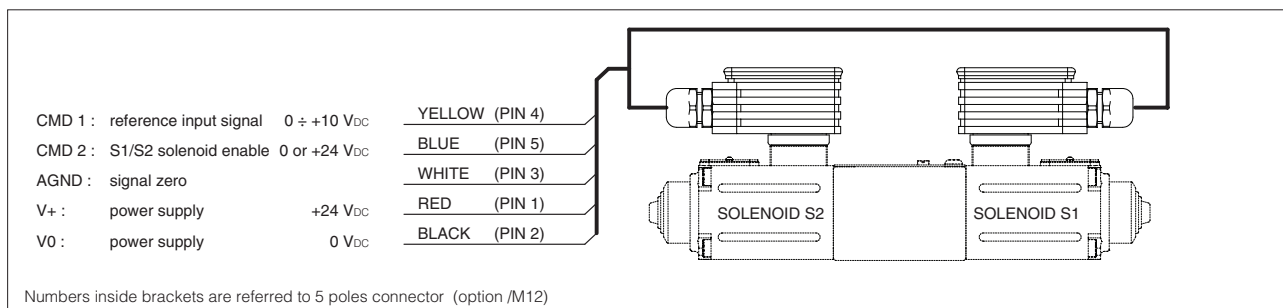 CMD 1 : reference input signal 0 ÷ +10 VDC YELLOW (PIN 4)
CMD 2 : S1/S2 solenoid enable 0 or +24 VDC BLUE (PIN 5)
AGND : signal zero WHITE (PIN 3)
V+ : power supply +24 VDC RED (PIN 1)
V0 : power supply 0 VDC BLACK (PIN 2)
SOLENOID S2 SOLENOID S1
Numbers inside brackets are referred to 5 poles connector (option /M12)